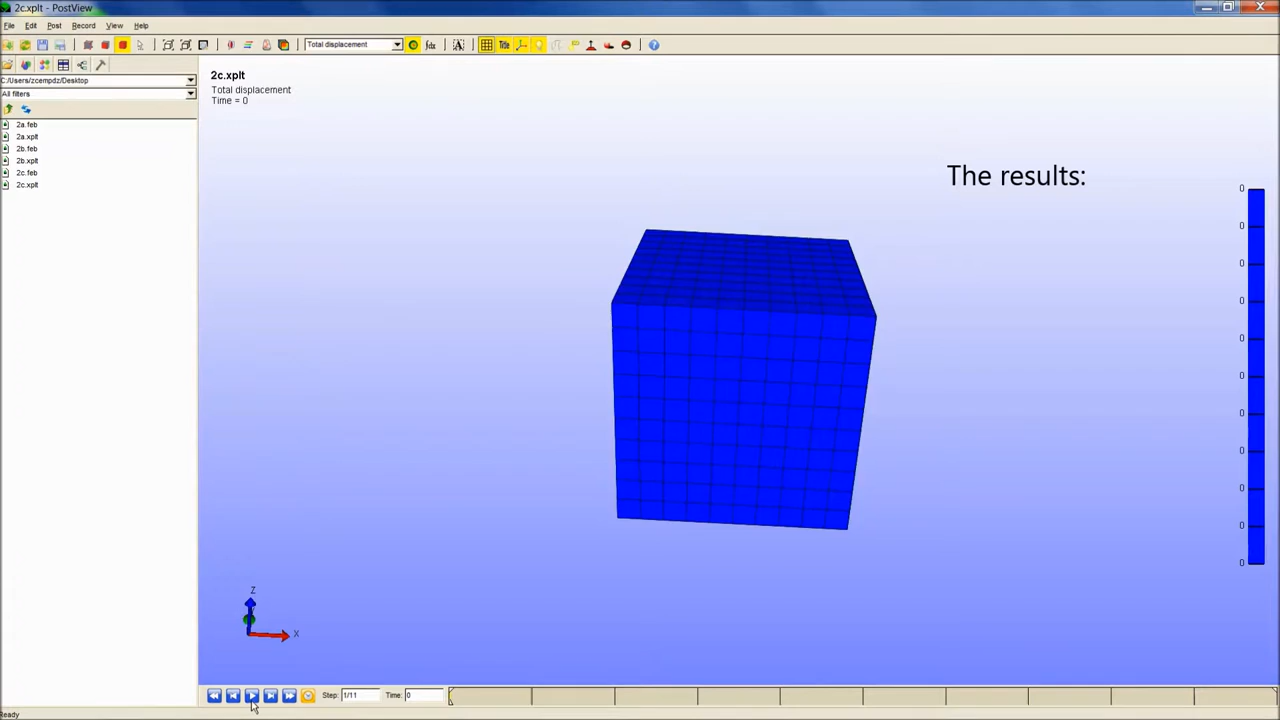 2c.xplt - PostView
File Edit Post Record View Help
Total displacement
fdx
A
Title
C:/Users/zcempdz/Desktop
All filters
2a.feb
2a.xplt
2b.feb
2b.xplt
2c.feb
2c.xplt
2c.xplt
Total displacement
Time = 0
The results:
0
0
0
0
0
0
0
0
0
0
0
Z
X
Step: 1/11 Time: 0
Ready